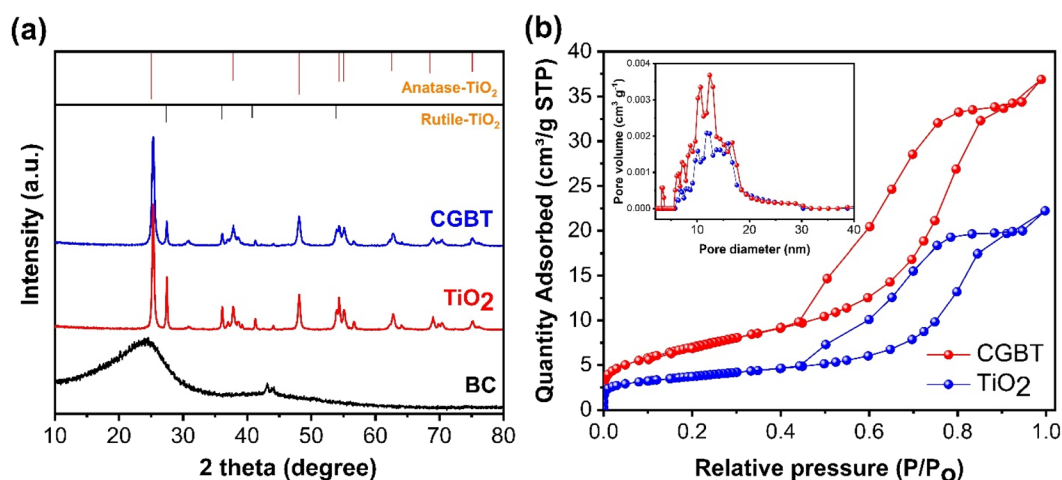 (a)
Anatase-TiO2
Rutile-TiO2
CGBT
TiO2
BC
Intensity (a.u.)
10 20 30 40 50 60 70 80
2 theta (degree)
(b)
40
35
30
25
20
15
10
5
0
Quantity Adsorbed (cm³/g STP)
0.004
0.003
0.002
0.001
0.000
Pore volume (cm³ g⁻¹)
10 20 30 40
Pore diameter (nm)
CGBT
TiO2
0.0 0.2 0.4 0.6 0.8 1.0
Relative pressure (P/PO)